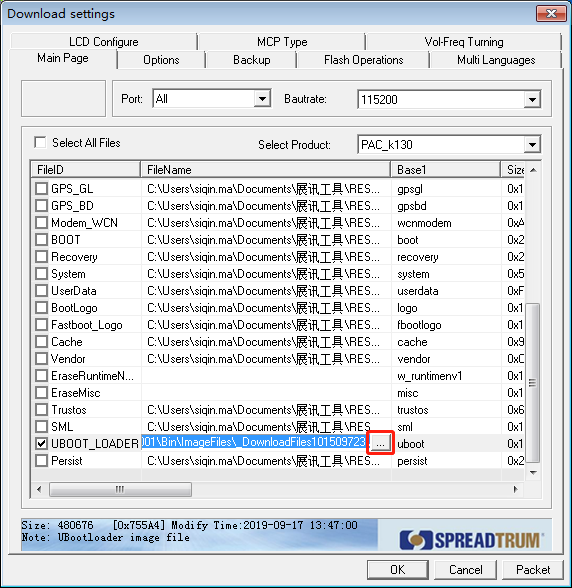 Download settings
LCD Configure MCP Type Vol-Freq Turning
Main Page Options Backup Flash Operations Multi Languages
Port: All Bautrate: 115200
Select All Files Select Product: PAC_k130
FileID FileName Base1 Size
GPS_GL C:\Users\siqin.ma\Documents\展讯工具\RES... gpsgl 0x1
GPS_BD C:\Users\siqin.ma\Documents\展讯工具\RES... gpsbd 0x1
Modem_WCN C:\Users\siqin.ma\Documents\展讯工具\RES... wcnmodem 0xA
BOOT C:\Users\siqin.ma\Documents\展讯工具\RES... boot 0x2
Recovery C:\Users\siqin.ma\Documents\展讯工具\RES... recovery 0x2
System C:\Users\siqin.ma\Documents\展讯工具\RES... system 0x5
UserData C:\Users\siqin.ma\Documents\展讯工具\RES... userdata 0xF
BootLogo C:\Users\siqin.ma\Documents\展讯工具\RES... logo 0x1
Fastboot_Logo C:\Users\siqin.ma\Documents\展讯工具\RES... fbootlogo 0x1
Cache C:\Users\siqin.ma\Documents\展讯工具\RES... cache 0x9
Vendor C:\Users\siqin.ma\Documents\展讯工具\RES... vendor 0xC
EraseRuntimeN... w_runtimenv1 0x1
EraseMisc misc 0x1
Trustos C:\Users\siqin.ma\Documents\展讯工具\RES... trustos 0x6
SML C:\Users\siqin.ma\Documents\展讯工具\RES... sml 0x1
UBOOT_LOADER 001\Bin\ImageFiles\_DownloadFiles101509723 ... uboot 0x1
Persist C:\Users\siqin.ma\Documents\展讯工具\RES... persist 0x2
Size: 480676 [0x755A4] Modify Time:2019-09-17 13:47:00
Note: UBootloader image file
SPREADTRUM
OK Cancel Packet